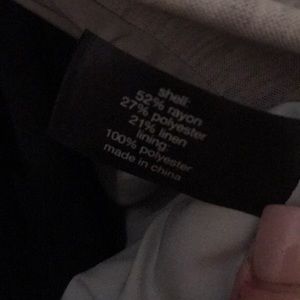 shell:
52% rayon
27% polyester
21% linen
lining:
100% polyester
made in china